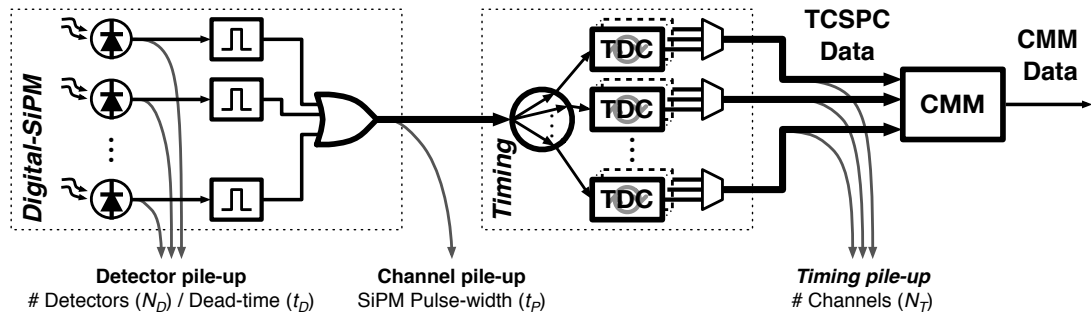 Digital-SiPM
Timing
TDC
TDC
TDC
TCSPC
Data
CMM
CMM
Data
Detector pile-up
# Detectors (N_D) / Dead-time (t_D)
Channel pile-up
SiPM Pulse-width (t_P)
Timing pile-up
# Channels (N_T)